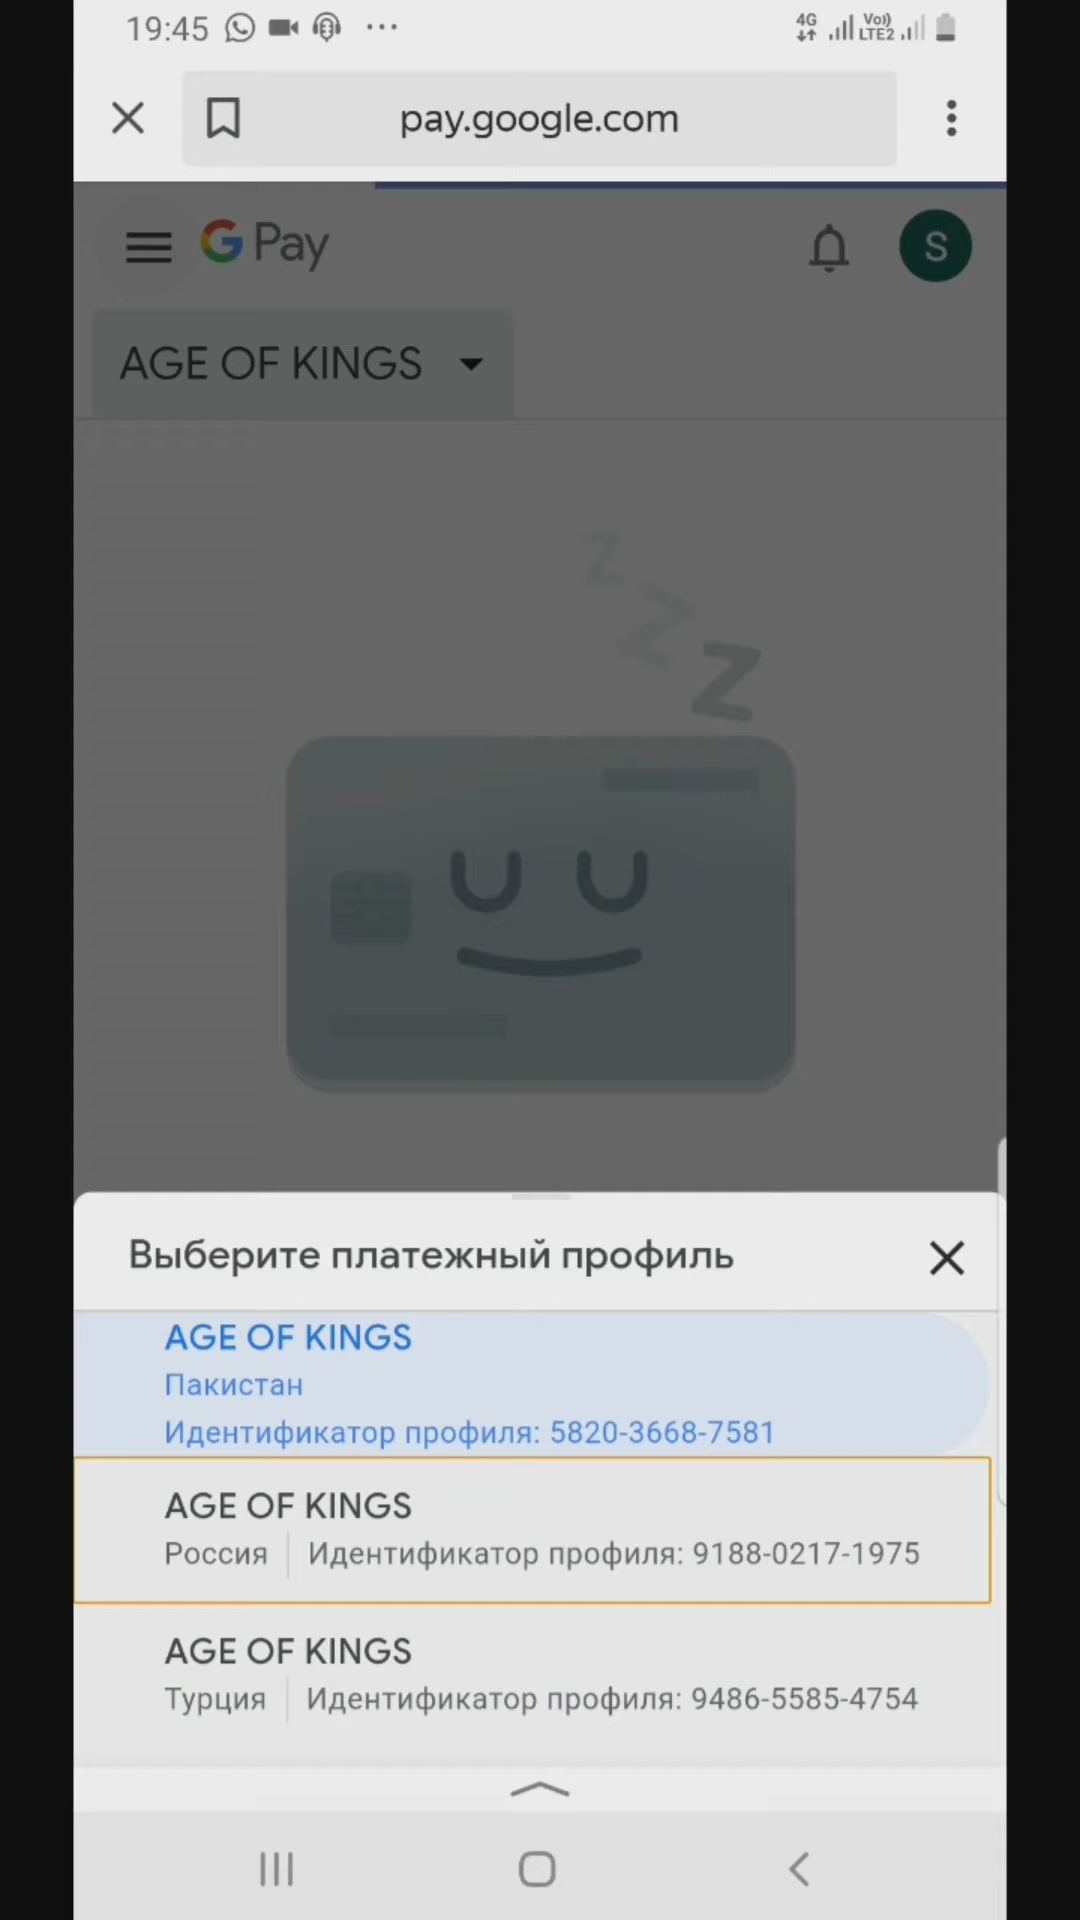 19:45
4G Vo)) LTE2
pay.google.com
G Pay
S
AGE OF KINGS
z z z
Выберите платежный профиль
AGE OF KINGS
Пакистан
Идентификатор профиля: 5820-3668-7581
AGE OF KINGS
Россия Идентификатор профиля: 9188-0217-1975
AGE OF KINGS
Турция Идентификатор профиля: 9486-5585-4754